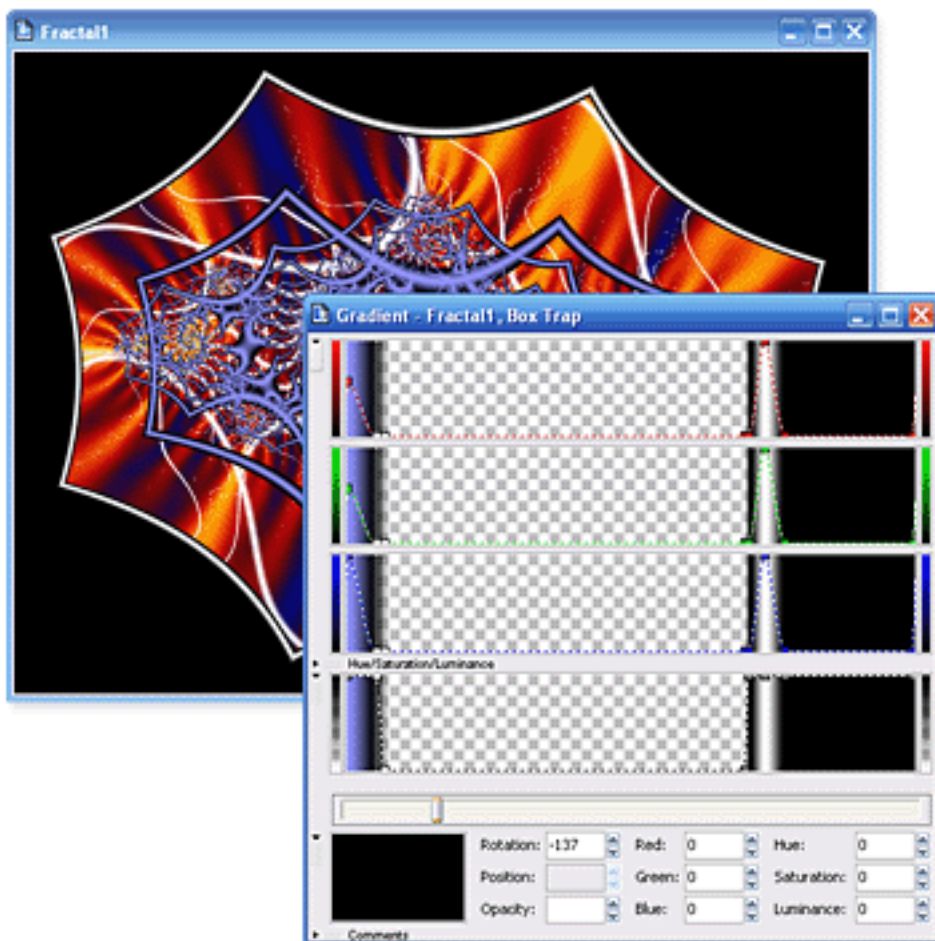 Fractal1
Gradient - Fractal1, Box Trap
Hue/Saturation/Luminance
Rotation: -137 Red: 0 Hue: 0
Position: Green: 0 Saturation: 0
Opacity: Blue: 0 Luminance: 0
Comments